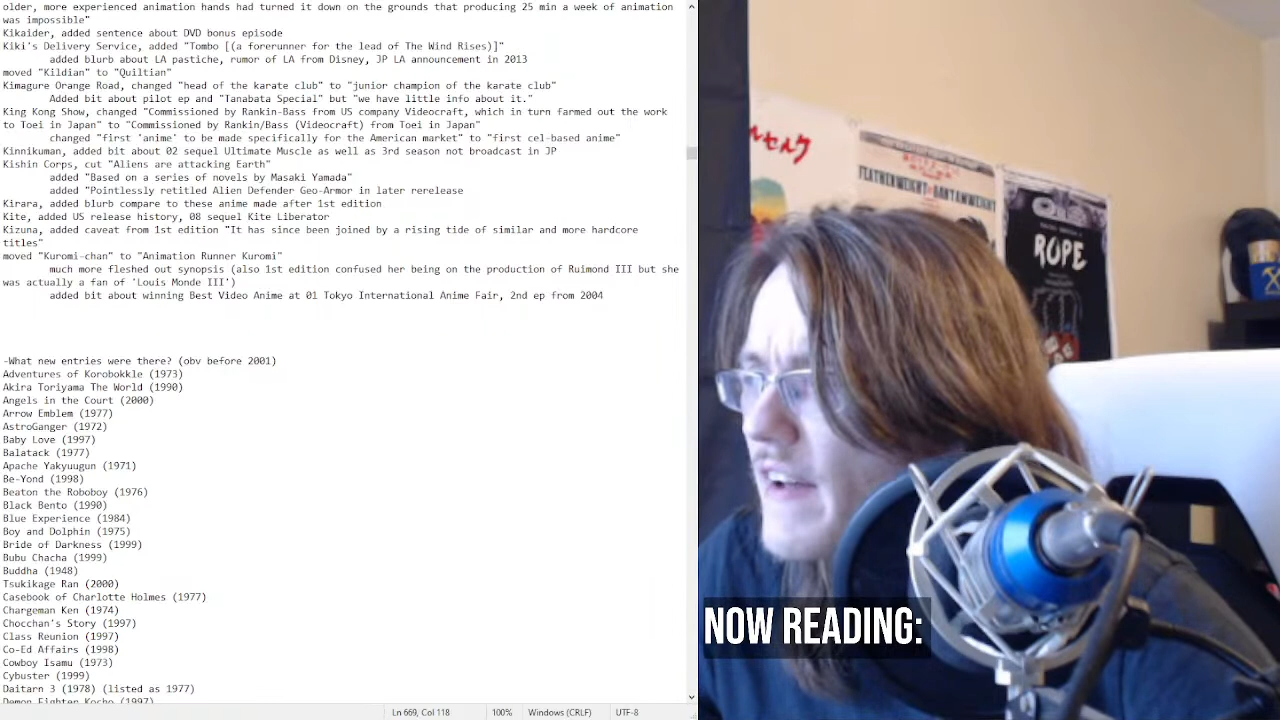 older, more experienced animation hands had turned it down on the grounds that producing 25 min a week of animation
was impossible"
Kikaider, added sentence about DVD bonus episode
Kiki's Delivery Service, added "Tombo [(a forerunner for the lead of The Wind Rises)]"
added blurb about LA pastiche, rumor of LA from Disney, JP LA announcement in 2013
moved "Kildian" to "Quiltian"
Kimagure Orange Road, changed "head of the karate club" to "junior champion of the karate club"
Added bit about pilot ep and "Tanabata Special" but "we have little info about it."
King Kong Show, changed "Commissioned by Rankin-Bass from US company Videocraft, which in turn farmed out the work
to Toei in Japan" to "Commissioned by Rankin/Bass (Videocraft) from Toei in Japan"
changed "first 'anime' to be made specifically for the American market" to "first cel-based anime"
Kinnikuman, added bit about 02 sequel Ultimate Muscle as well as 3rd season not broadcast in JP
Kishin Corps, cut "Aliens are attacking Earth"
added "Based on a series of novels by Masaki Yamada"
added "Pointlessly retitled Alien Defender Geo-Armor in later rerelease
Kirara, added blurb compare to these anime made after 1st edition
Kite, added US release history, 08 sequel Kite Liberator
Kizuna, added caveat from 1st edition "It has since been joined by a rising tide of similar and more hardcore
titles"
moved "Kuromi-chan" to "Animation Runner Kuromi"
much more fleshed out synopsis (also 1st edition confused her being on the production of Ruimond III but she
was actually a fan of 'Louis Monde III')
added bit about winning Best Video Anime at 01 Tokyo International Anime Fair, 2nd ep from 2004
-What new entries were there? (obv before 2001)
Adventures of Korobokkle (1973)
Akira Toriyama The World (1990)
Angels in the Court (2000)
Arrow Emblem (1977)
AstroGanger (1972)
Baby Love (1997)
Balatack (1977)
Apache Yakyuugun (1971)
Be-Yond (1998)
Beaton the Roboboy (1976)
Black Bento (1990)
Blue Experience (1984)
Boy and Dolphin (1975)
Bride of Darkness (1999)
Bubu Chacha (1999)
Buddha (1948)
Tsukikage Ran (2000)
Casebook of Charlotte Holmes (1977)
Chargeman Ken (1974)
Chocchan's Story (1997)
Class Reunion (1997)
Co-Ed Affairs (1998)
Cowboy Isamu (1973)
Cybuster (1999)
Daitarn 3 (1978) (listed as 1977)
Demon Fighter Kocho (1997)
Ln 669, Col 118
100%
Windows (CRLF)
UTF-8
セルク
FEATHERWEIGHT BANTAMWEIGHT
ROPE
NOW READING: